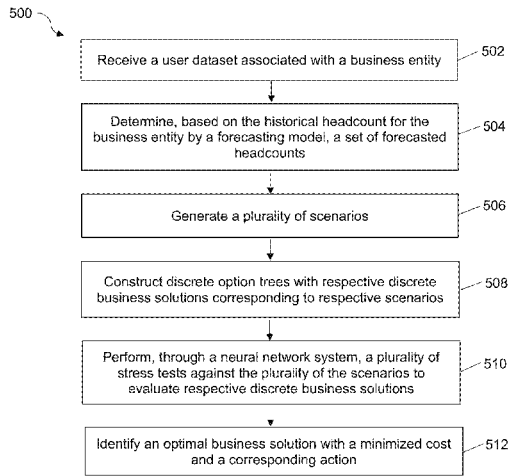 500
Receive a user dataset associated with a business entity
502
Determine, based on the historical headcount for the
business entity by a forecasting model, a set of forecasted
headcounts
504
Generate a plurality of scenarios
506
Construct discrete option trees with respective discrete
business solutions corresponding to respective scenarios
508
Perform, through a neural network system, a plurality of
stress tests against the plurality of the scenarios to
evaluate respective discrete business solutions
510
Identify an optimal business solution with a minimized cost
and a corresponding action
512